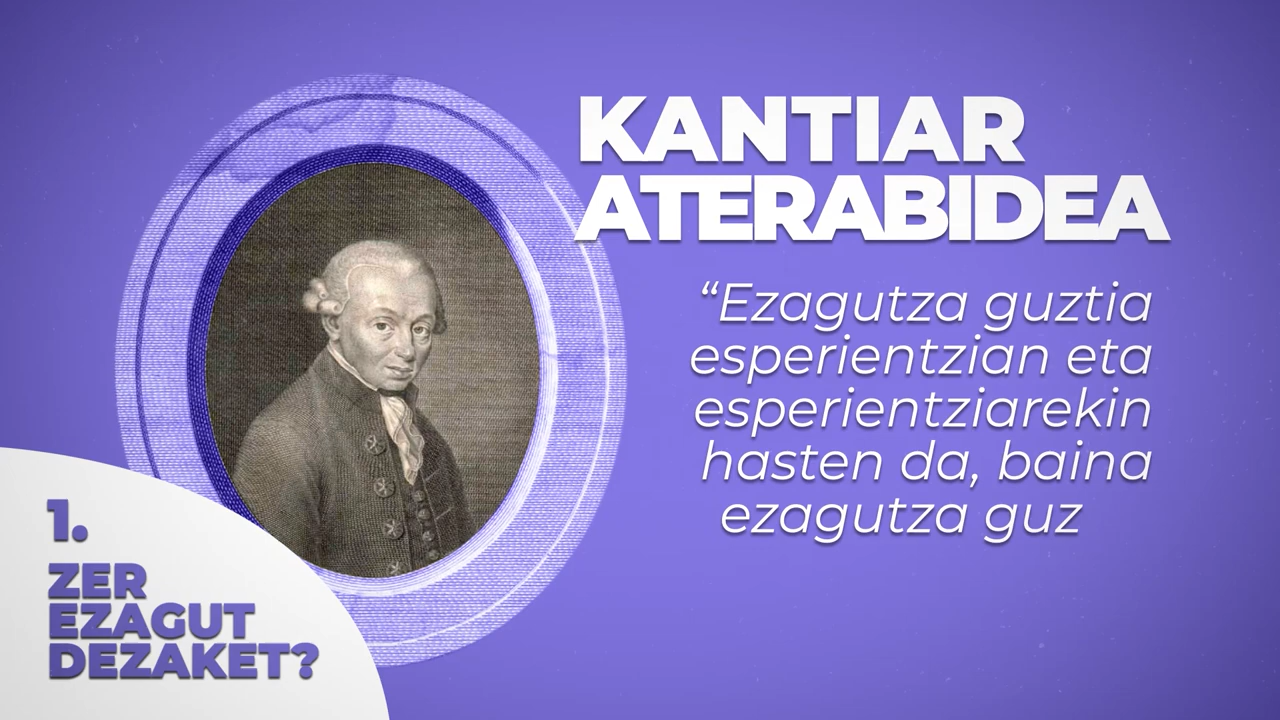 KANTIAR
ATERABIDEA
“Ezagutza guztia
esperientzian eta
esperientziarekin
hasten da, baina
ezagutza guz
1.
ZER
EZAGUT
DEZAKET?